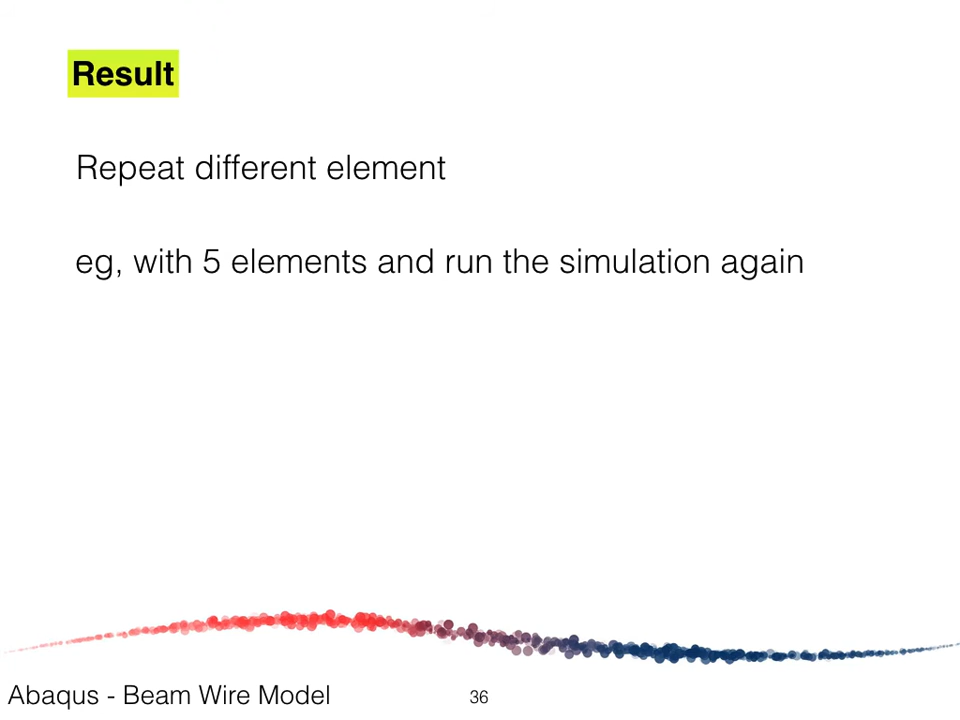 Result
Repeat different element
eg, with 5 elements and run the simulation again
Abaqus - Beam Wire Model
36